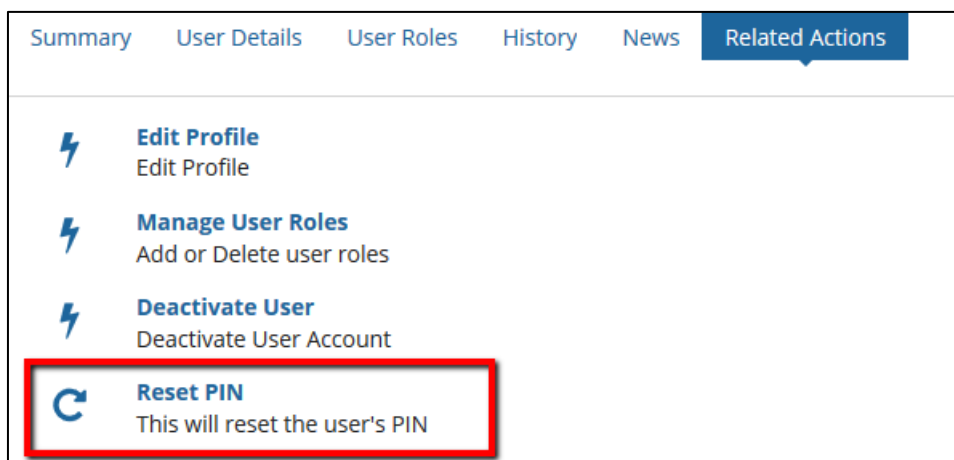 Summary User Details User Roles History News Related Actions
Edit Profile
Edit Profile
Manage User Roles
Add or Delete user roles
Deactivate User
Deactivate User Account
Reset PIN
This will reset the user's PIN